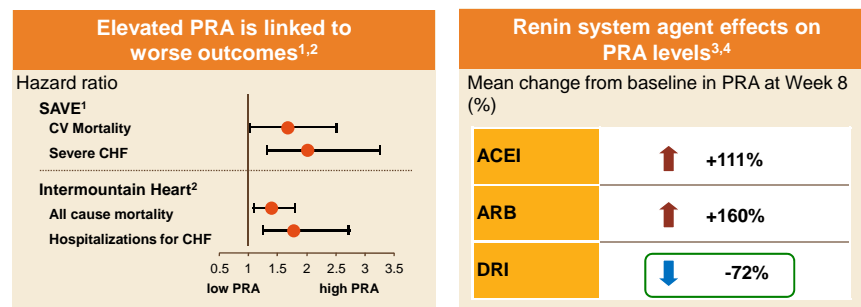 Elevated PRA is linked to
worse outcomes1,2
Hazard ratio
SAVE1
CV Mortality
Severe CHF
Intermountain Heart2
All cause mortality
Hospitalizations for CHF
0.5 1 1.5 2 2.5 3 3.5
low PRA high PRA
Renin system agent effects on
PRA levels3,4
Mean change from baseline in PRA at Week 8
(%)
ACEI +111%
ARB +160%
DRI -72%